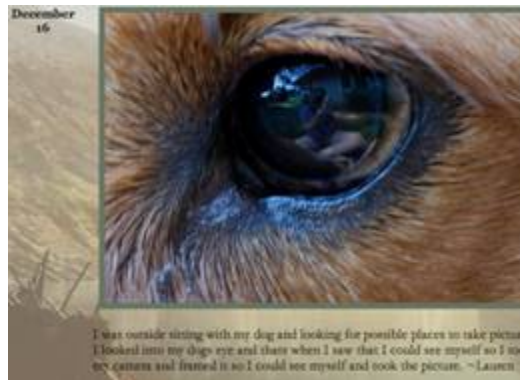 December
16
I was outside sitting with my dog and looking for possible places to take pictu
I looked into my dogs eye and thats when I saw that I could see myself so I to
my camera and framed it so I could see myself and took the picture. ~Lauren